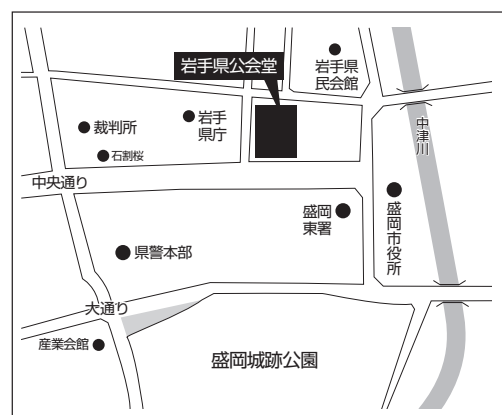 岩手県公会堂
岩手県
民会館
中津川
裁判所
岩手
県庁
石割桜
中央通り
盛岡
東署
盛岡市役所
県警本部
大通り
産業会館
盛岡城跡公園